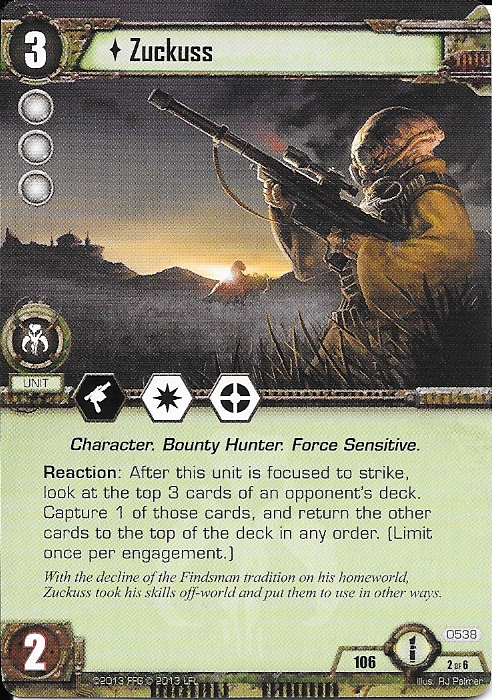 3
Zuckuss
UNIT
Character. Bounty Hunter. Force Sensitive.
Reaction: After this unit is focused to strike,
look at the top 3 cards of an opponent's deck.
Capture 1 of those cards, and return the other
cards to the top of the deck in any order. (Limit
once per engagement.)
With the decline of the Findsman tradition on his homeworld,
Zuckuss took his skills off-world and put them to use in other ways.
0538
2
106
2 OF 6
©2013 FFG © 2013 LFL
Illus. RJ Palmer